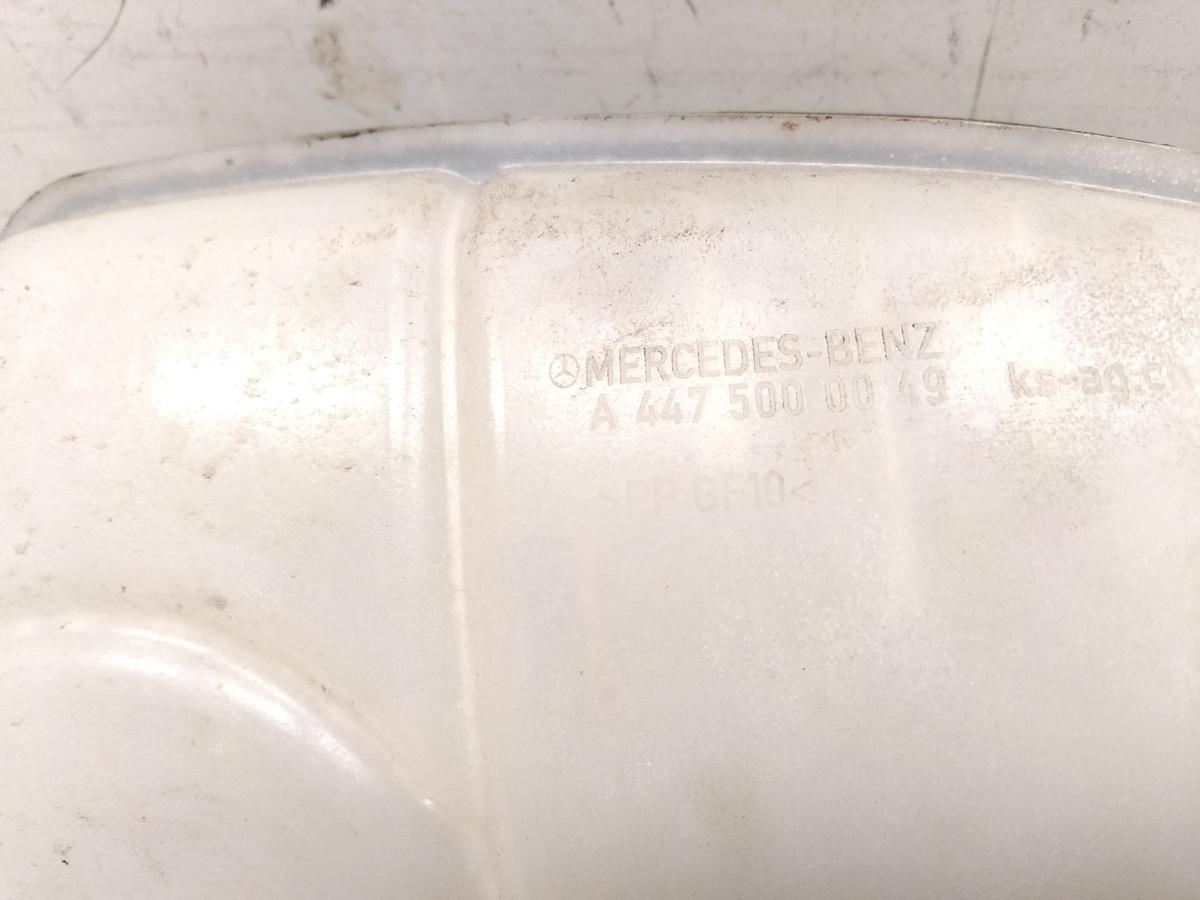 MERCEDES-BENZ
A 447 500 00 49
ks-ag.ch
>PP GF10<